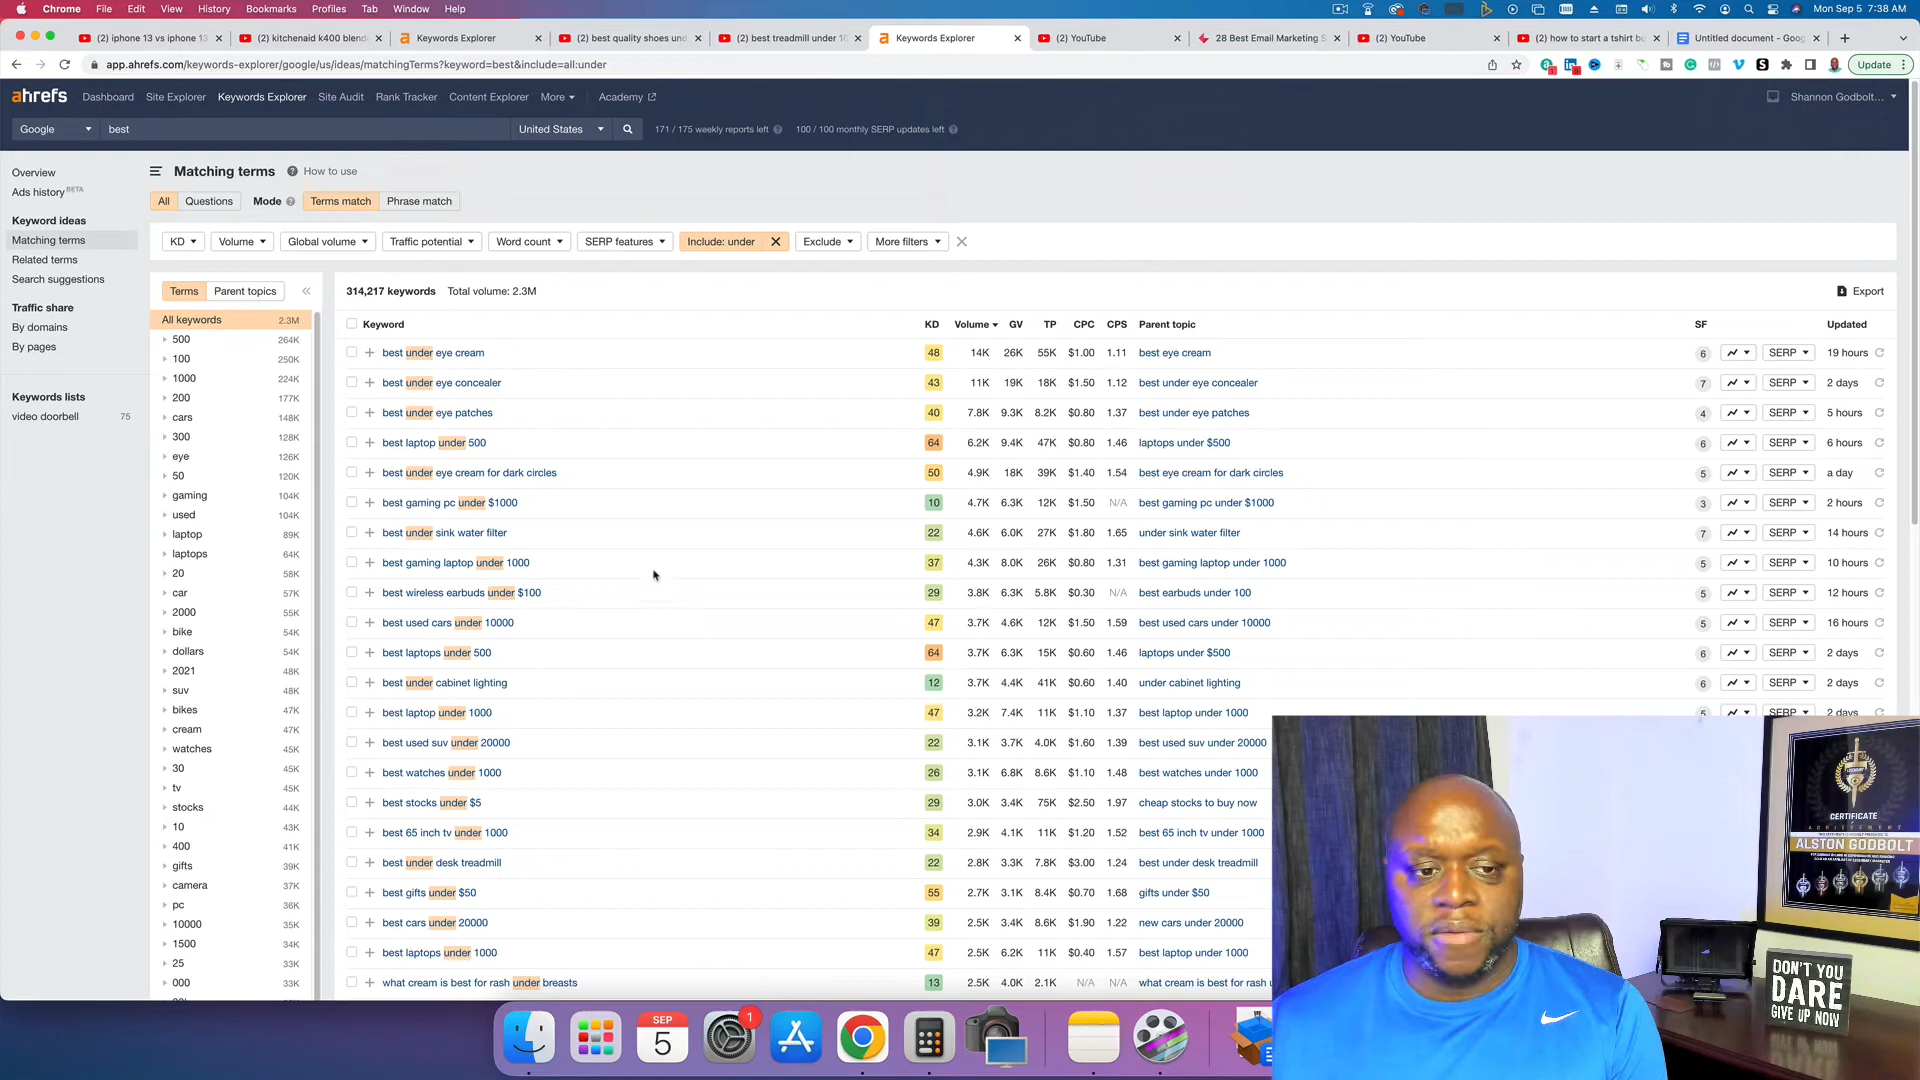 Chrome File Edit View History Bookmarks Profiles Tab Window Help Mon Sep 5 7:38 AM
(2) iphone 13 vs iphone 13 (2) kitchenaid k400 blend Keywords Explorer (2) best quality shoes und (2) best treadmill under 10 Keywords Explorer (2) YouTube 28 Best Email Marketing S (2) YouTube (2) how to start a tshirt bu Untitled document - Goog
app.ahrefs.com/keywords-explorer/google/us/ideas/matchingTerms?keyword=best&include=all:under Update
ahrefs Dashboard Site Explorer Keywords Explorer Site Audit Rank Tracker Content Explorer More Academy Shannon Godbolt...
Google best United States 171 / 175 weekly reports left 100 / 100 monthly SERP updates left
Overview
Ads history BETA
Keyword ideas
Matching terms
Related terms
Search suggestions
Traffic share
By domains
By pages
Keywords lists
video doorbell 75
Matching terms How to use
All Questions Mode Terms match Phrase match
KD Volume Global volume Traffic potential Word count SERP features Include: under Exclude More filters
Terms Parent topics
All keywords 2.3M
500 264K
100 250K
1000 224K
200 177K
cars 148K
300 128K
eye 126K
50 120K
gaming 104K
used 104K
laptop 89K
laptops 64K
20 58K
car 57K
2000 55K
bike 54K
dollars 54K
2021 48K
suv 48K
bikes 47K
cream 47K
watches 45K
30 45K
tv 45K
stocks 44K
10 43K
400 41K
gifts 39K
camera 37K
pc 36K
10000 35K
1500 34K
25 33K
000 33K
314,217 keywords Total volume: 2.3M Export
Keyword KD Volume GV TP CPC CPS Parent topic SF Updated
best under eye cream 48 14K 26K 55K $1.00 1.11 best eye cream 6 SERP 19 hours
best under eye concealer 43 11K 19K 18K $1.50 1.12 best under eye concealer 7 SERP 2 days
best under eye patches 40 7.8K 9.3K 8.2K $0.80 1.37 best under eye patches 4 SERP 5 hours
best laptop under 500 64 6.2K 9.4K 47K $0.80 1.46 laptops under $500 6 SERP 6 hours
best under eye cream for dark circles 50 4.9K 18K 39K $1.40 1.54 best eye cream for dark circles 5 SERP a day
best gaming pc under $1000 10 4.7K 6.3K 12K $1.50 N/A best gaming pc under $1000 3 SERP 2 hours
best under sink water filter 22 4.6K 6.0K 27K $1.80 1.65 under sink water filter 7 SERP 14 hours
best gaming laptop under 1000 37 4.3K 8.0K 26K $0.80 1.31 best gaming laptop under 1000 5 SERP 10 hours
best wireless earbuds under $100 29 3.8K 6.3K 5.8K $0.30 N/A best earbuds under 100 5 SERP 12 hours
best used cars under 10000 47 3.7K 4.6K 12K $1.50 1.59 best used cars under 10000 5 SERP 16 hours
best laptops under 500 64 3.7K 6.3K 15K $0.60 1.46 laptops under $500 6 SERP 2 days
best under cabinet lighting 12 3.7K 4.4K 41K $0.60 1.40 under cabinet lighting 6 SERP 2 days
best laptop under 1000 47 3.2K 7.4K 11K $1.10 1.37 best laptop under 1000 5 SERP 2 days
best used suv under 20000 22 3.1K 3.7K 4.0K $1.60 1.39 best used suv under 20000
best watches under 1000 26 3.1K 6.8K 8.6K $1.10 1.48 best watches under 1000
best stocks under $5 29 3.0K 3.4K 75K $2.50 1.97 cheap stocks to buy now
best 65 inch tv under 1000 34 2.9K 4.1K 11K $1.20 1.52 best 65 inch tv under 1000
best under desk treadmill 22 2.8K 3.3K 7.8K $3.00 1.24 best under desk treadmill
best gifts under $50 55 2.7K 3.1K 8.4K $0.70 1.68 gifts under $50
best cars under 20000 39 2.5K 3.4K 8.6K $1.90 1.22 new cars under 20000
best laptops under 1000 47 2.5K 6.2K 11K $0.40 1.57 best laptop under 1000
what cream is best for rash under breasts 13 2.5K 4.0K 2.1K N/A N/A what cream is best for rash u
CERTIFICATE
ALSTON GODBOLT
DON'T YOU
DARE
GIVE UP NOW
SEP
5
1